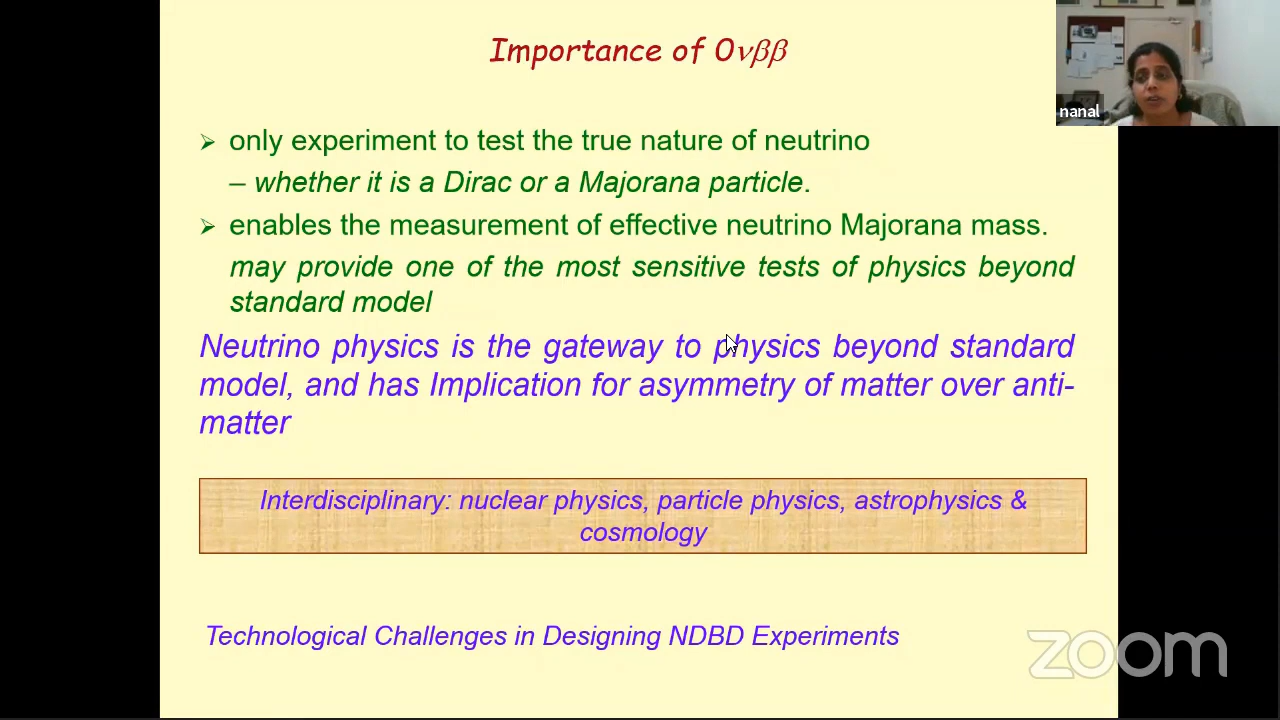 Importance of 0νββ
nanal
➢ only experiment to test the true nature of neutrino
– whether it is a Dirac or a Majorana particle.
➢ enables the measurement of effective neutrino Majorana mass.
may provide one of the most sensitive tests of physics beyond
standard model
Neutrino physics is the gateway to physics beyond standard
model, and has Implication for asymmetry of matter over anti-
matter
Interdisciplinary: nuclear physics, particle physics, astrophysics &
cosmology
Technological Challenges in Designing NDBD Experiments
zoom